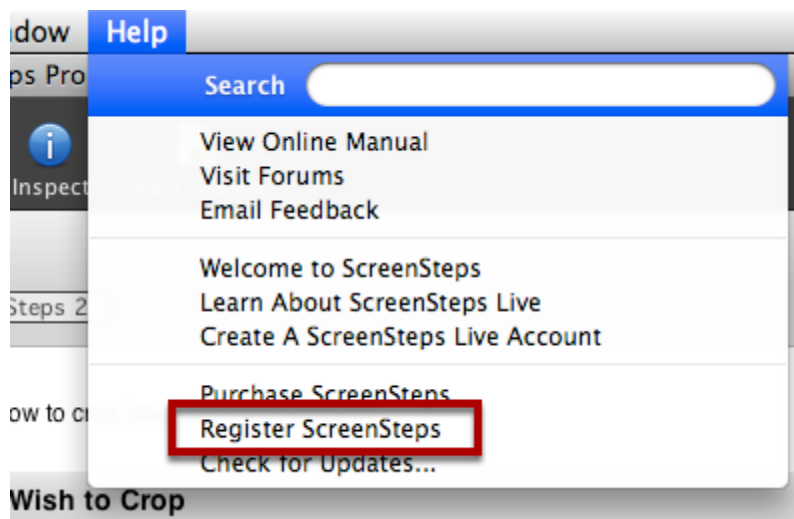 dow Help
ps Pro
Search
Inspect
View Online Manual
Visit Forums
Email Feedback
Welcome to ScreenSteps
Steps 2
Learn About ScreenSteps Live
Create A ScreenSteps Live Account
Purchase ScreenSteps
ow to cr
Register ScreenSteps
Check for Updates...
Wish to Crop